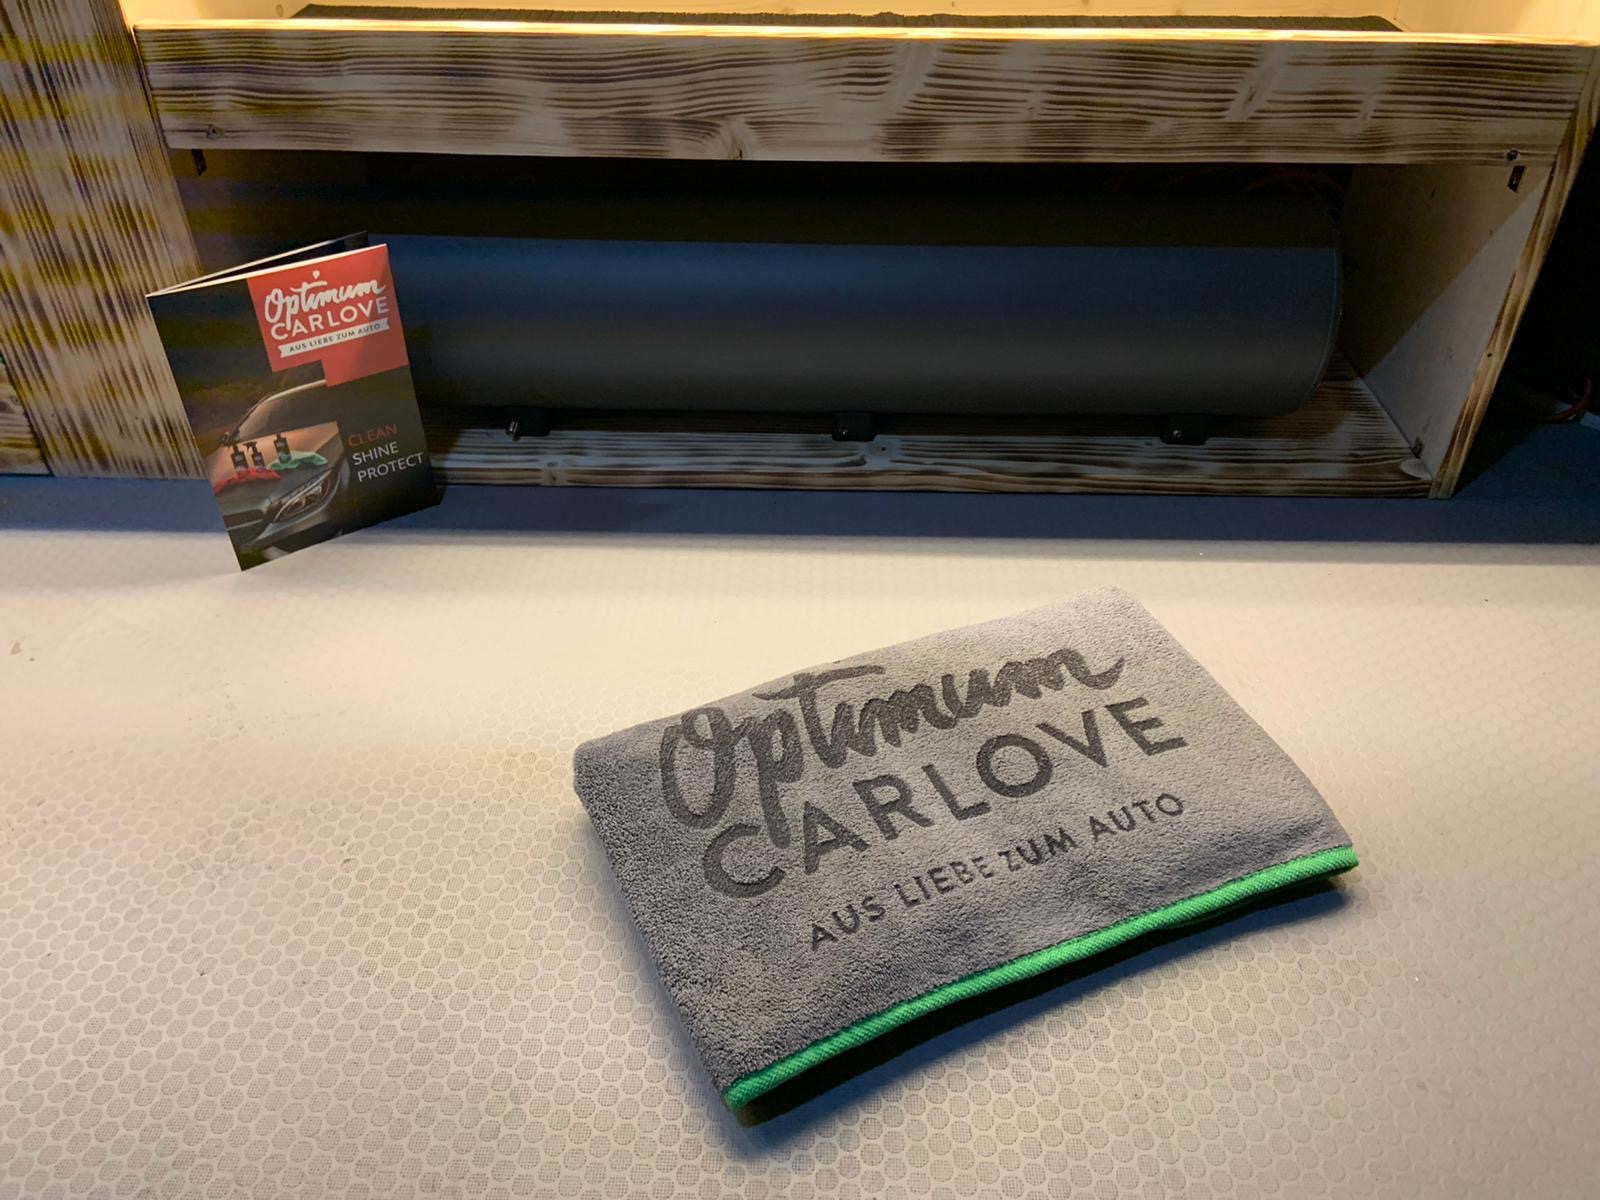 Optimum
CARLOVE
AUS LIEBE ZUM AUTO
CLEAN
SHINE
PROTECT
Optimum
CARLOVE
AUS LIEBE ZUM AUTO